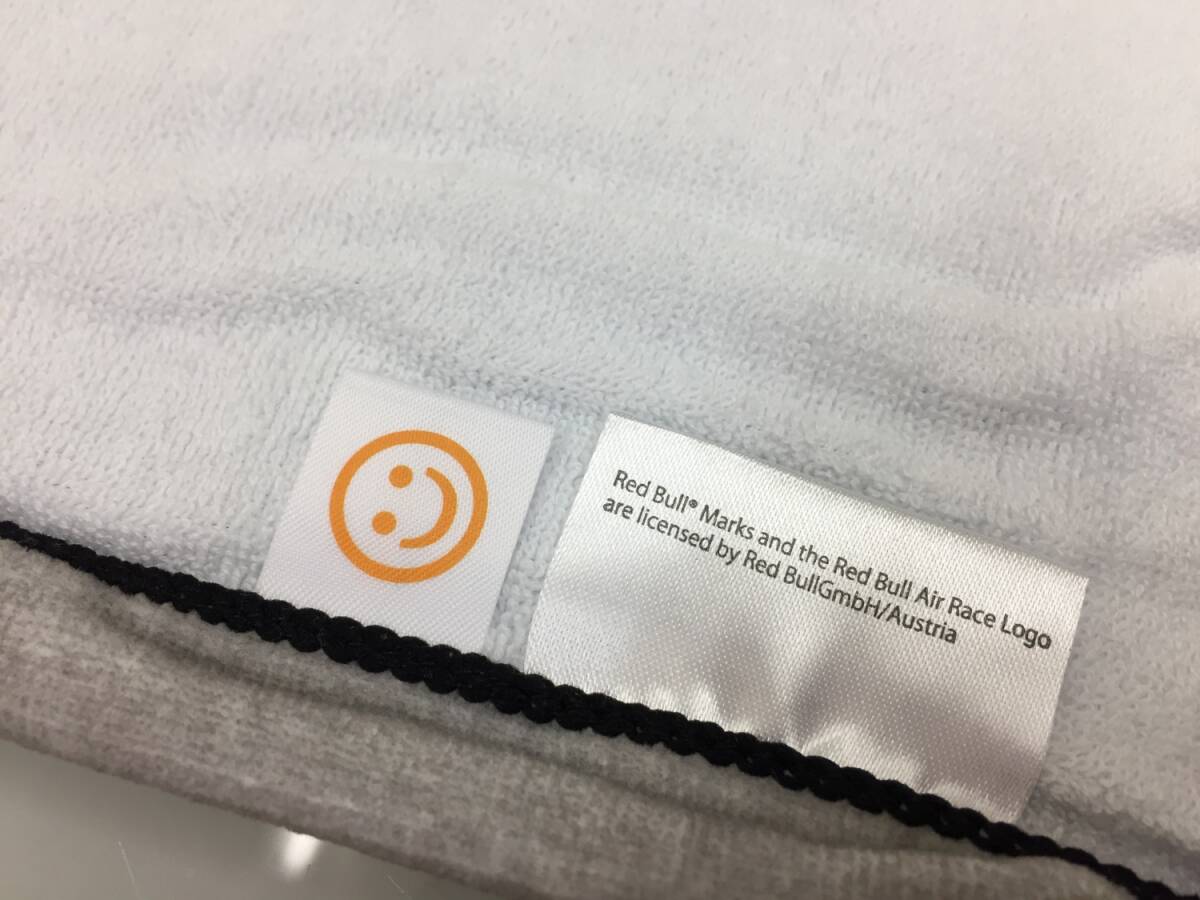 Red Bull® Marks and the Red Bull Air Race Logo
are licensed by Red BullGmbH/Austria